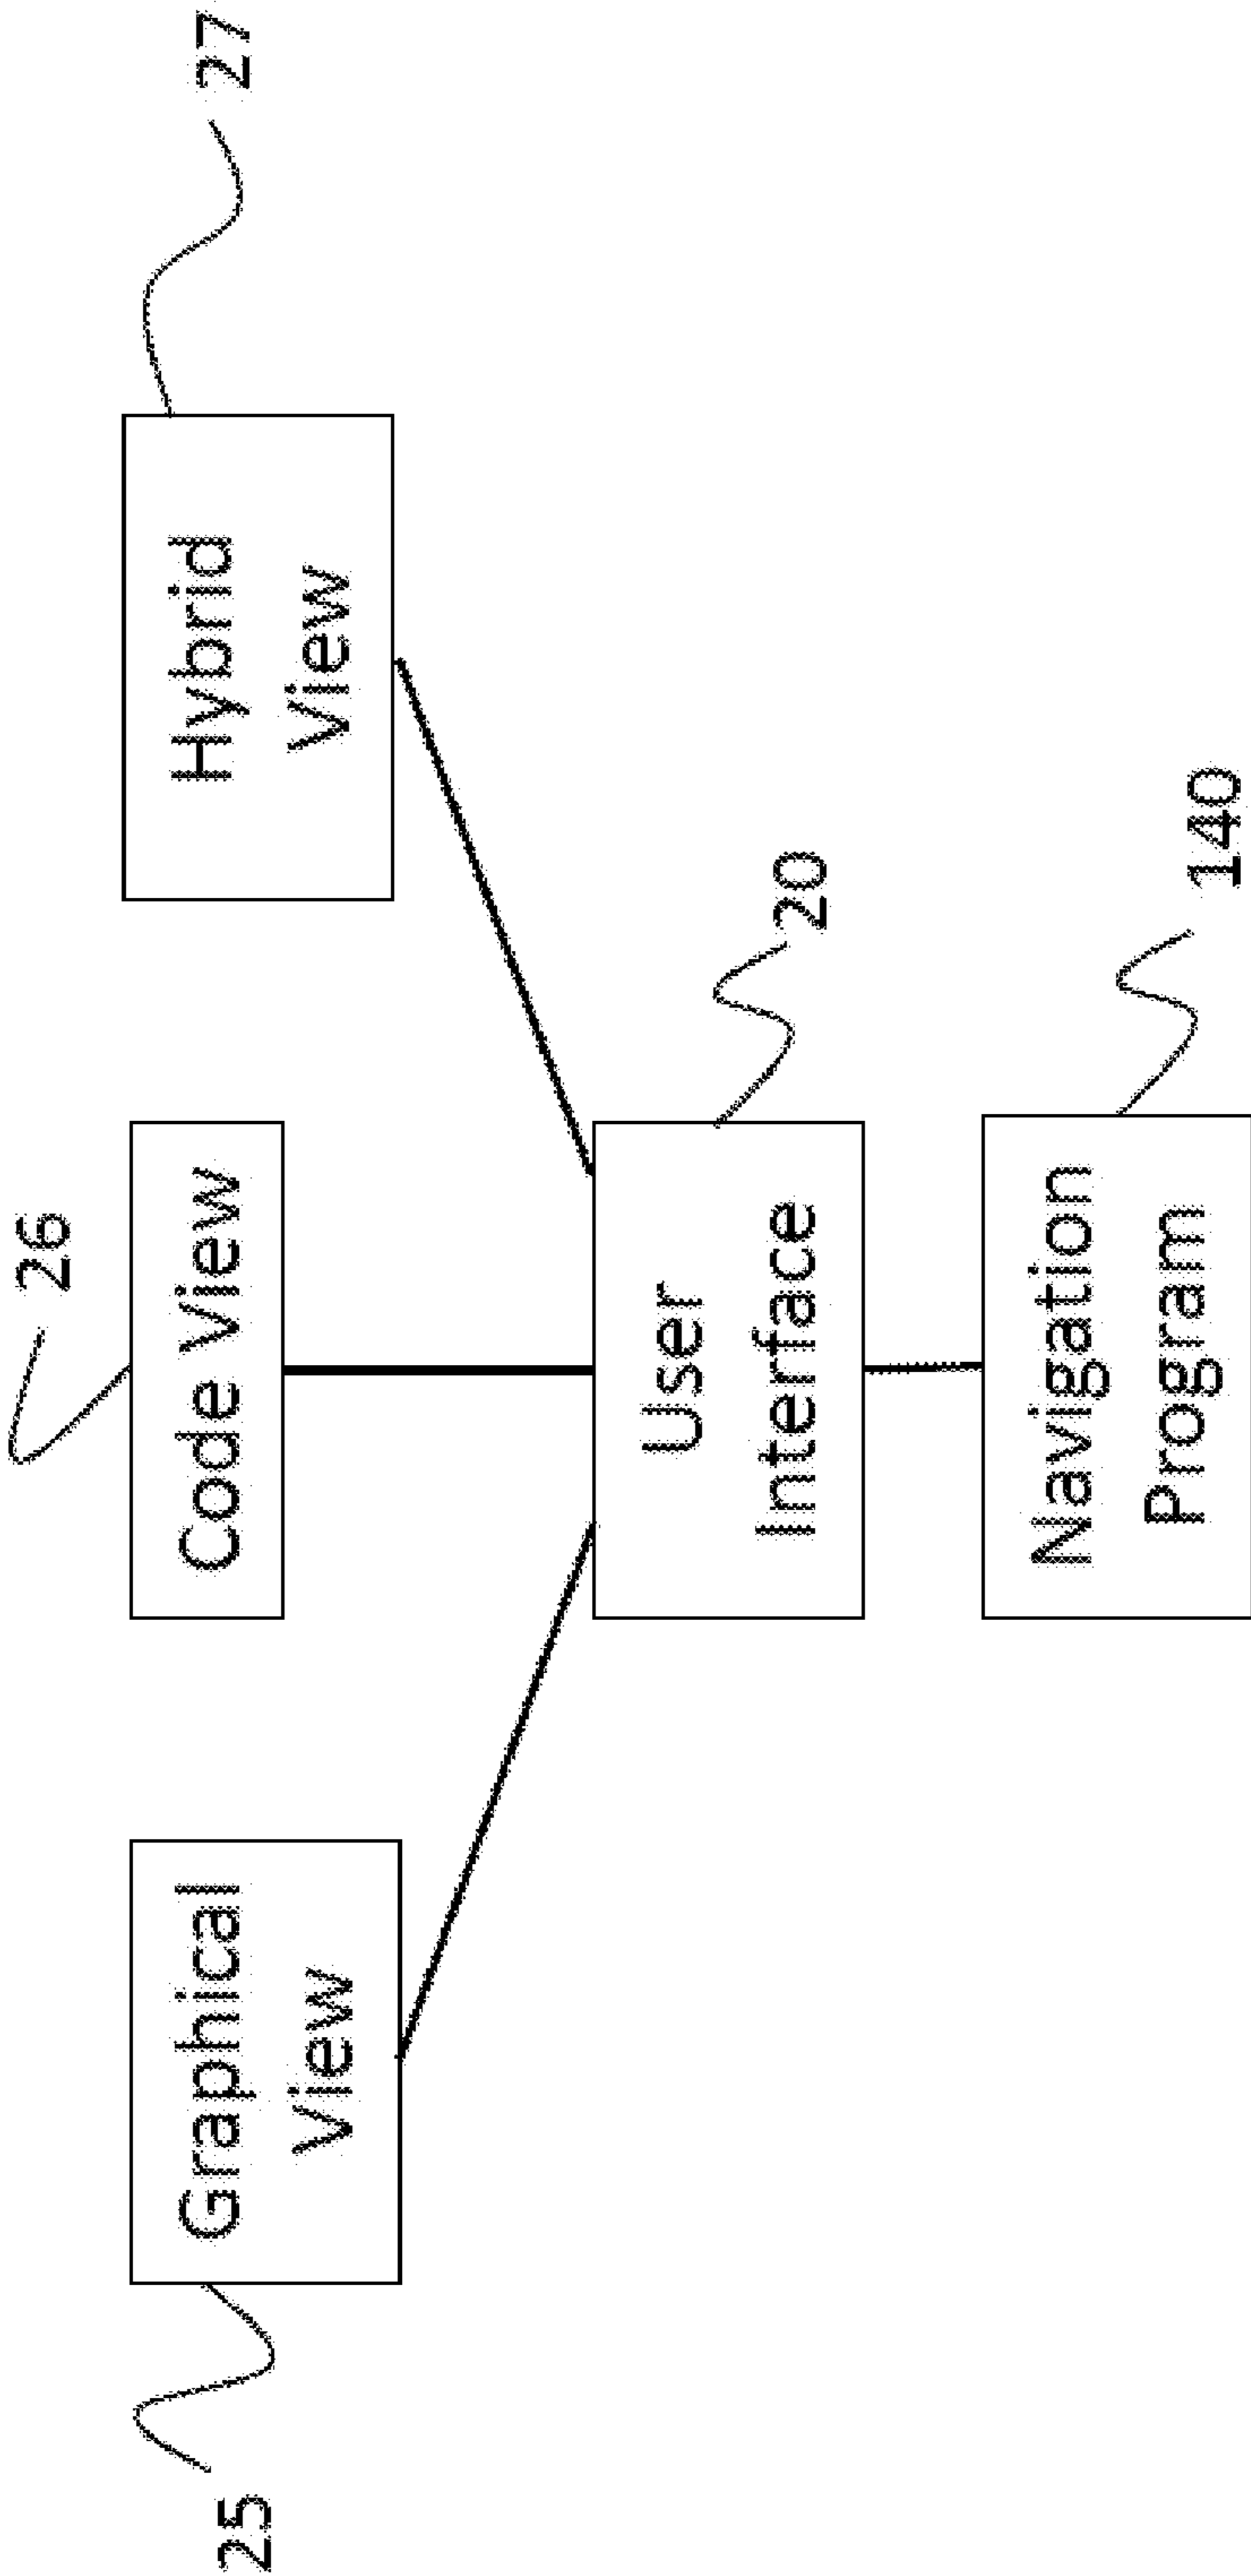 26
27
Graphical
View
Code View
Hybrid
View
25
User
Interface
20
Navigation
Program
140